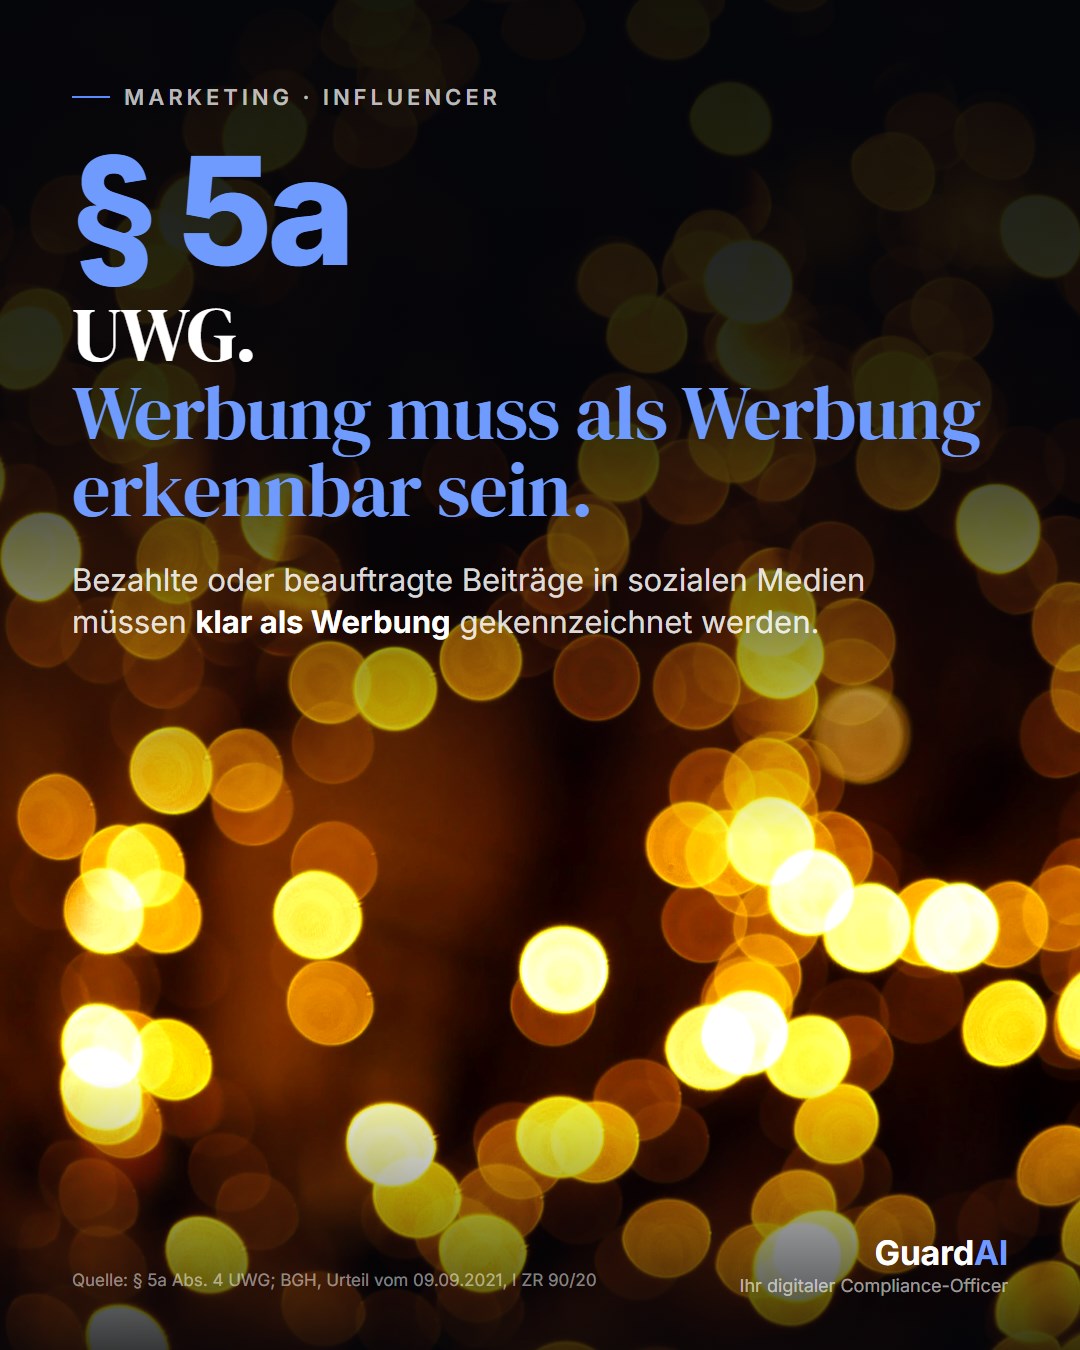 MARKETING · INFLUENCER
§ 5a
UWG.
Werbung muss als Werbung
erkennbar sein.
Bezahlte oder beauftragte Beiträge in sozialen Medien
müssen klar als Werbung gekennzeichnet werden.
Quelle: § 5a Abs. 4 UWG; BGH, Urteil vom 09.09.2021, I ZR 90/20
GuardAI
Ihr digitaler Compliance-Officer